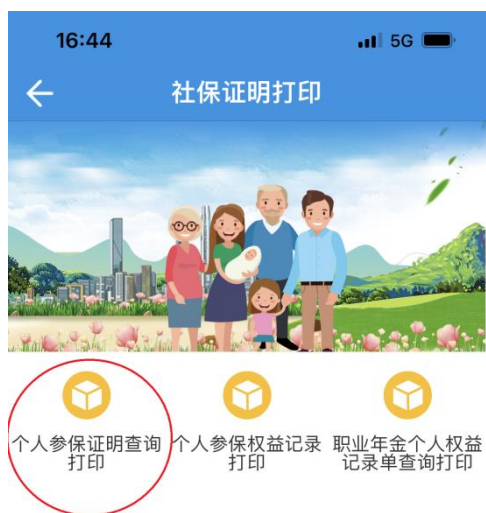 16:44
5G
社保证明打印
个人参保证明查询
打印
个人参保权益记录
打印
职业年金个人权益
记录单查询打印